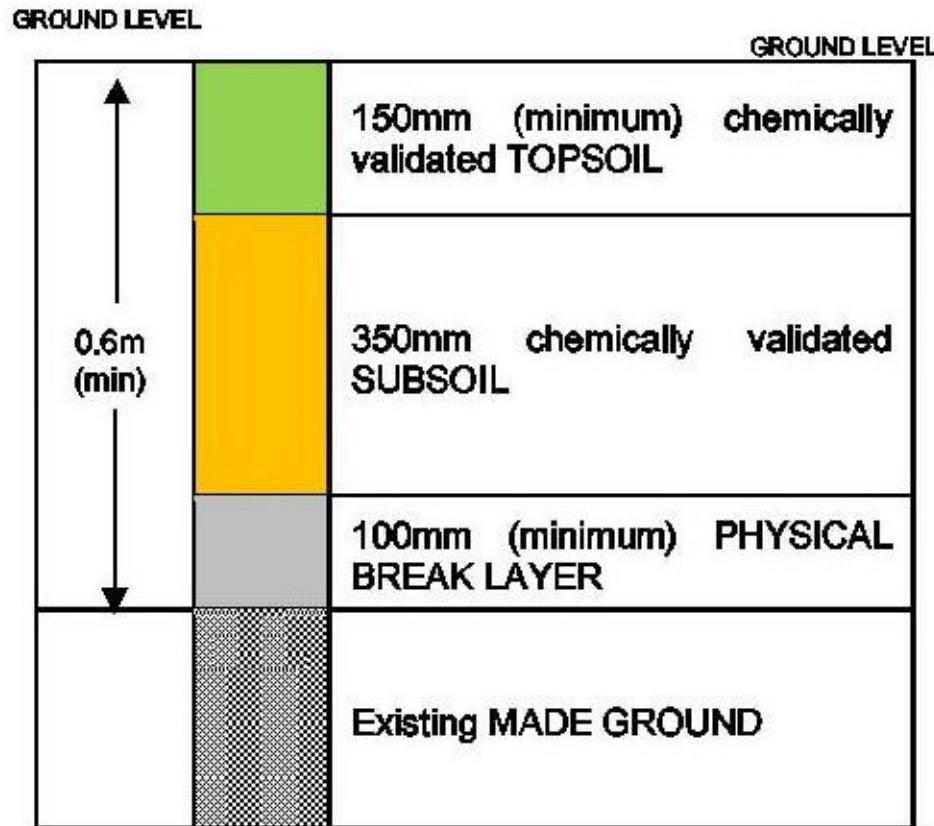 GROUND LEVEL
GROUND LEVEL
150mm (minimum) chemically
validated TOPSOIL
0.6m
(min)
350mm chemically validated
SUBSOIL
100mm (minimum) PHYSICAL
BREAK LAYER
Existing MADE GROUND